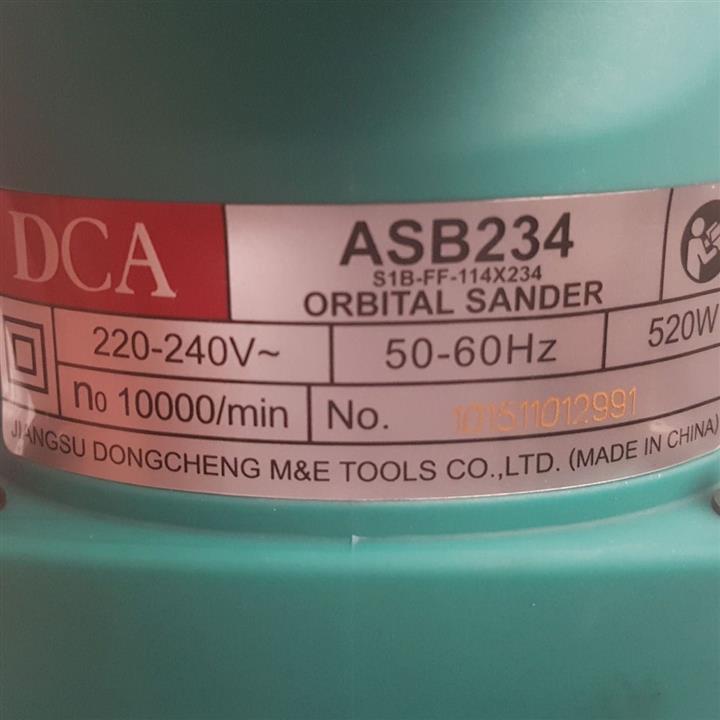 DCA
ASB234
S1B-FF-114X234
ORBITAL SANDER
220-240V~ 50-60Hz 520W
n0 10000/min No. 101511012991
JIANGSU DONGCHENG M&E TOOLS CO.,LTD. (MADE IN CHINA)